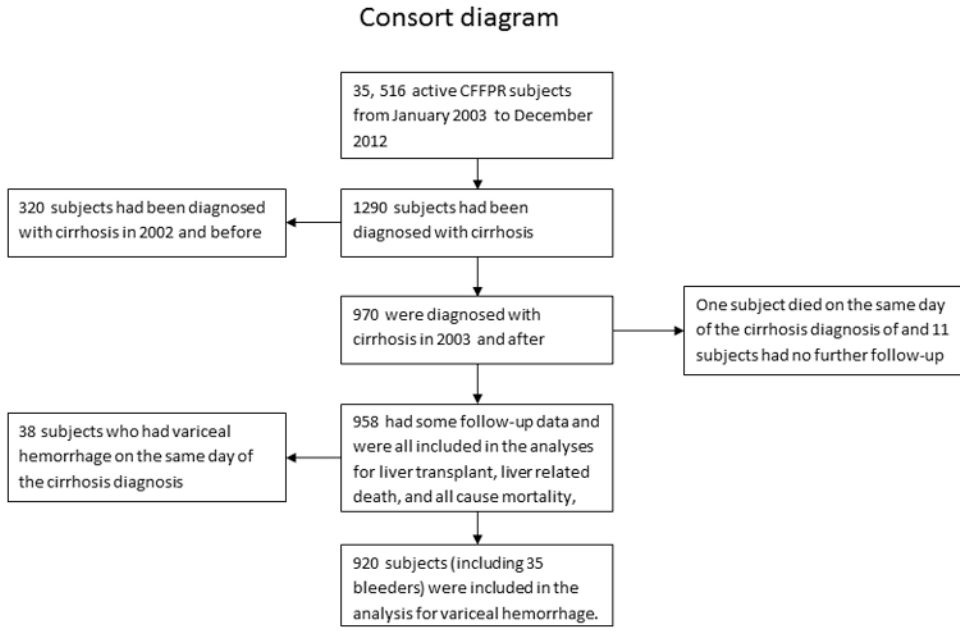 Consort diagram
35, 516 active CFFPR subjects
from January 2003 to December
2012
320 subjects had been diagnosed
with cirrhosis in 2002 and before
1290 subjects had been
diagnosed with cirrhosis
970 were diagnosed with
cirrhosis in 2003 and after
One subject died on the same day
of the cirrhosis diagnosis of and 11
subjects had no further follow-up
38 subjects who had variceal
hemorrhage on the same day of
the cirrhosis diagnosis
958 had some follow-up data and
were all included in the analyses
for liver transplant, liver related
death, and all cause mortality,
920 subjects (including 35
bleeders) were included in the
analysis for variceal hemorrhage.